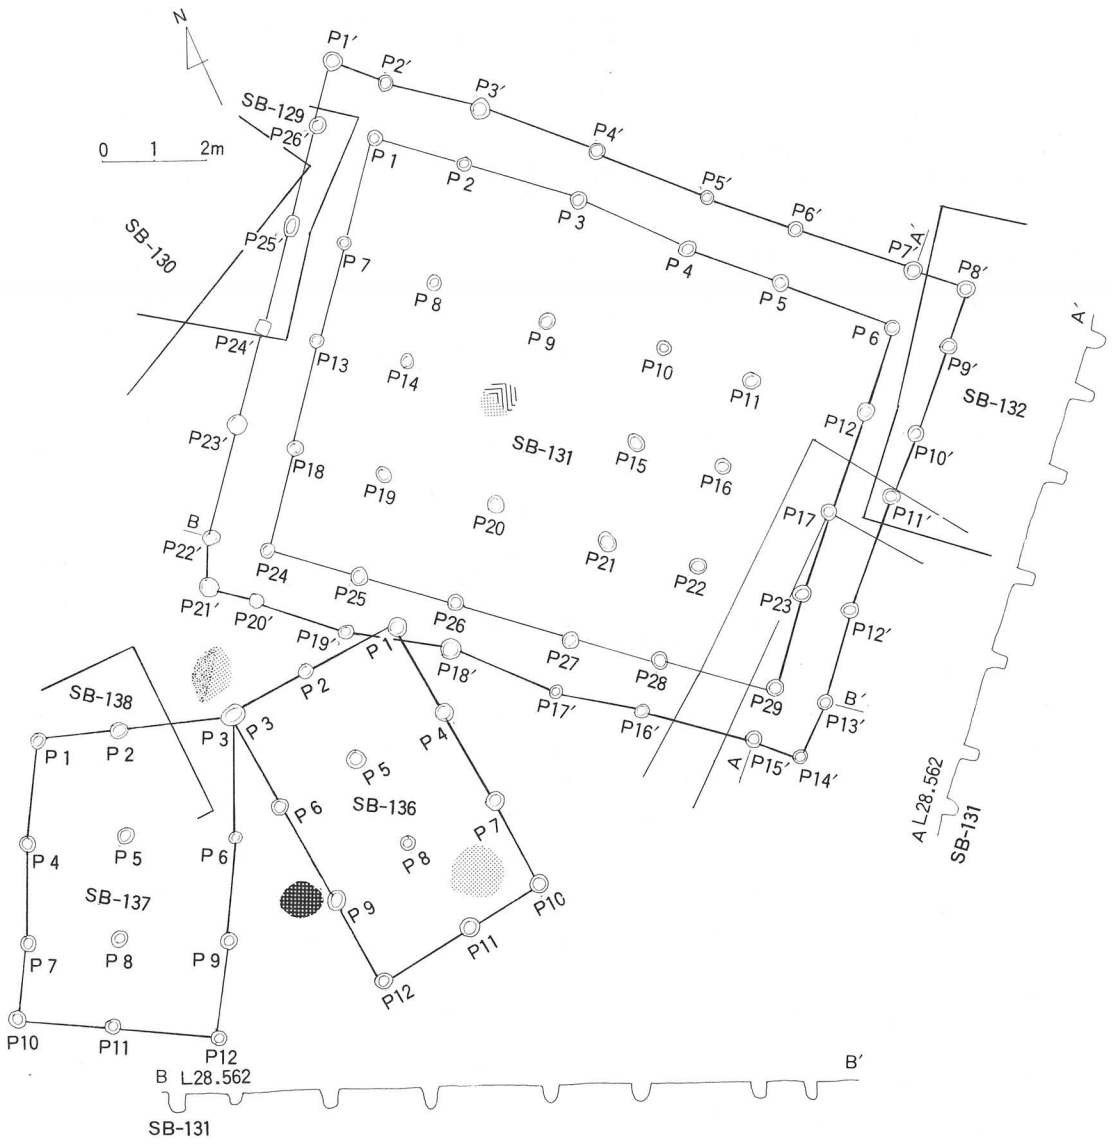 N
P1′
P2′
P3′
SB-129
P26′
P1
P4′
0 1 2m
P2
P5′
P3
P6′
P25′
SB-130
P7
P4
A′
P7′
P8′
P8
P5
P9
P6
A′
P24′
P13
P14
P10
P9′
P11
SB-132
P12
P23′
SB-131
P15
P10′
P18
P16
P19
P11′
B
P20
P17
P22′
P24
P21
P22
P25
P23
P21′
P20′
P26
P12′
P19′
P1
P27
P18′
P28
P2
B′
SB-138
P29
P13′
P17′
P3
P3
P16′
P2
P1
P4
A
P15′
P14′
P5
A L28.562
SB-131
P6
SB-136
P7
P4
P5
P6
P8
SB-137
P9
P10
P7
P8
P9
P11
P12
P10
P11
P12
B L28.562
B′
SB-131